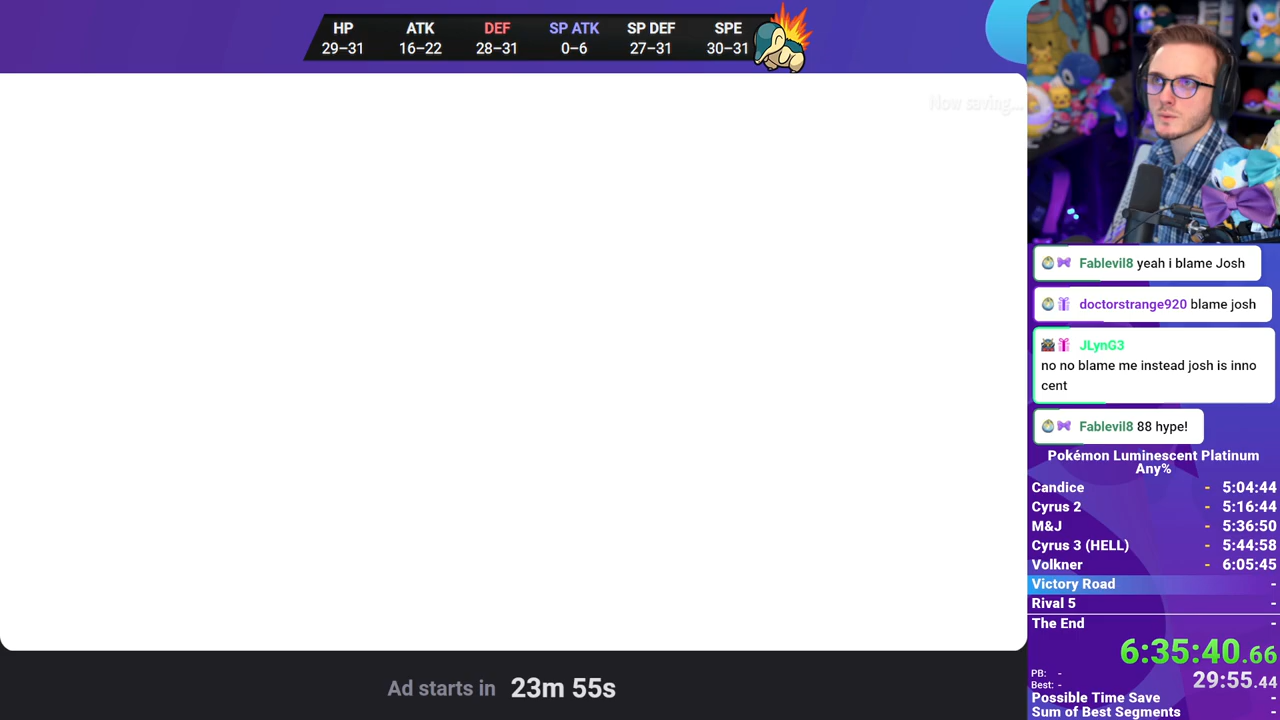 HP ATK DEF SP ATK SP DEF SPE
29–31 16–22 28–31 0–6 27–31 30–31
Now saving...
Fablevil8 yeah i blame Josh
doctorstrange920 blame josh
JLynG3
no no blame me instead josh is inno
cent
Fablevil8 88 hype!
Pokémon Luminescent Platinum
Any%
Candice - 5:04:44
Cyrus 2 - 5:16:44
M&J - 5:36:50
Cyrus 3 (HELL) - 5:44:58
Volkner - 6:05:45
Victory Road -
Rival 5 -
The End -
6:35:40.66
PB: -
Best: -
29:55.44
Possible Time Save -
Sum of Best Segments -
Ad starts in 23m 55s